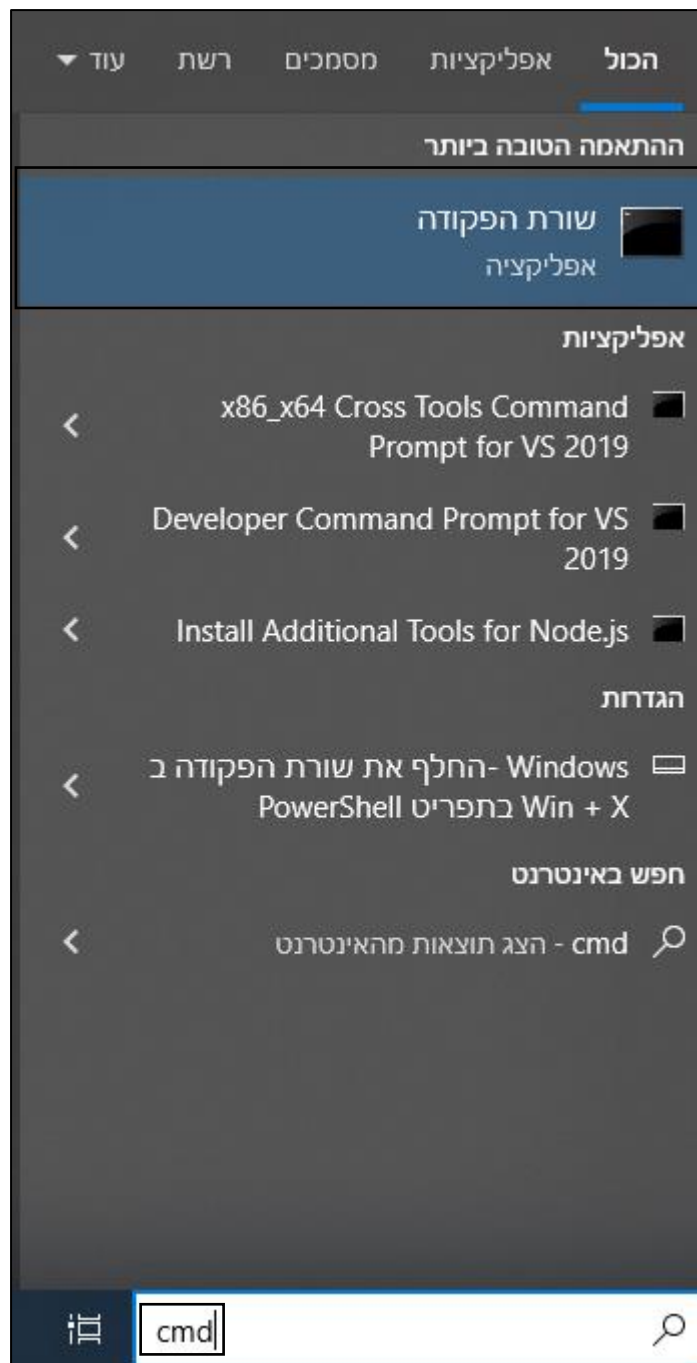 הכול אפליקציות מסמכים רשת עוד
ההתאמה הטובה ביותר
שורת הפקודה
אפליקציה
אפליקציות
x86_x64 Cross Tools Command
Prompt for VS 2019
Developer Command Prompt for VS
2019
Install Additional Tools for Node.js
הגדרות
החלף את שורת הפקודה ב- Windows
PowerShell בתפריט Win + X
חפש באינטרנט
cmd - הצג תוצאות מהאינטרנט
cmd